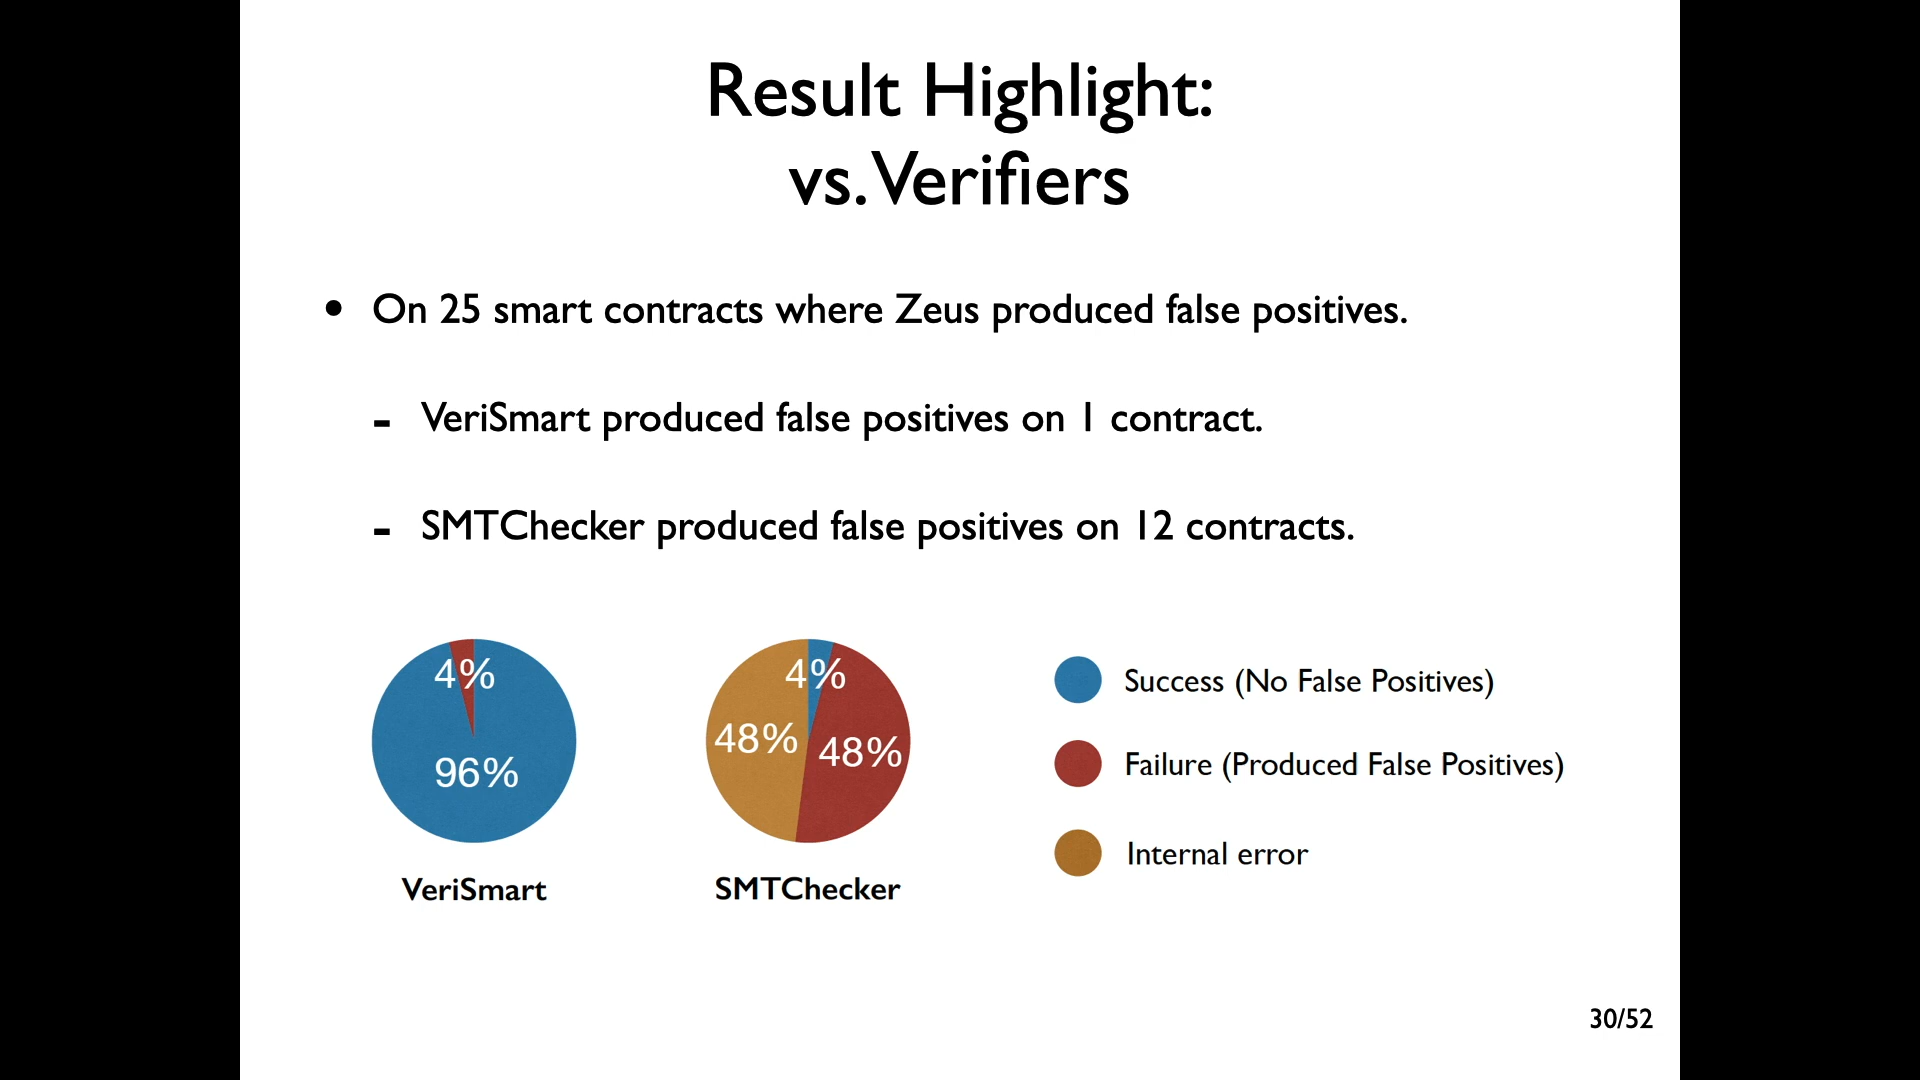 Result Highlight:
vs. Verifiers
• On 25 smart contracts where Zeus produced false positives.
- VeriSmart produced false positives on 1 contract.
- SMTChecker produced false positives on 12 contracts.
4%
96%
VeriSmart
4%
48%
48%
SMTChecker
Success (No False Positives)
Failure (Produced False Positives)
Internal error
30/52